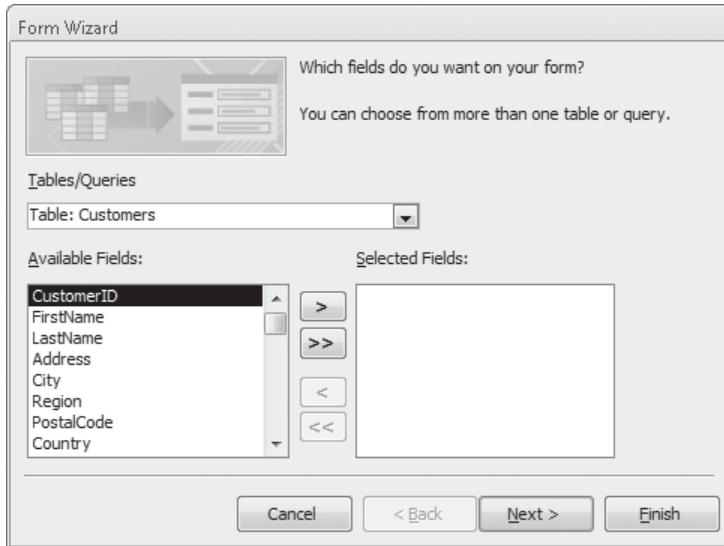 Form Wizard
Which fields do you want on your form?
You can choose from more than one table or query.
Tables/Queries
Table: Customers
Available Fields:
Selected Fields:
CustomerID
FirstName
LastName
Address
City
Region
PostalCode
Country
>
>>
<
<<
Cancel
< Back
Next >
Finish